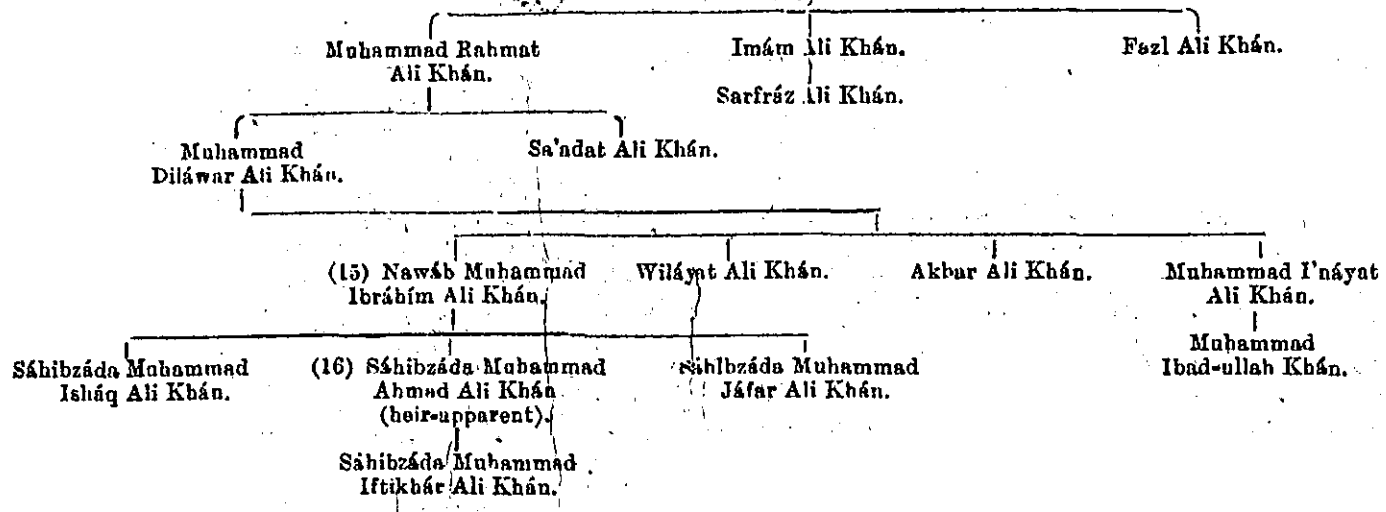 Muhammad Rahmat
Ali Khán.
Imám Ali Khán.
Fazl Ali Khán.
Sarfráz Ali Khán.
Muhammad
Diláwar Ali Khán.
Sa'adat Ali Khán.
(15) Nawáb Muhammad
Ibráhím Ali Khán.
Wiláyat Ali Khán.
Akbar Ali Khán.
Muhammad I'náyat
Ali Khán.
Muhammad
Ibad-ullah Khán.
Sáhibzáda Muhammad
Isháq Ali Khán.
(16) Sáhibzáda Muhammad
Ahmad Ali Khán
(heir-apparent).
Sáhibzáda Muhammad
Jáfar Ali Khán.
Sáhibzáda Muhammad
Iftikhár Ali Khán.